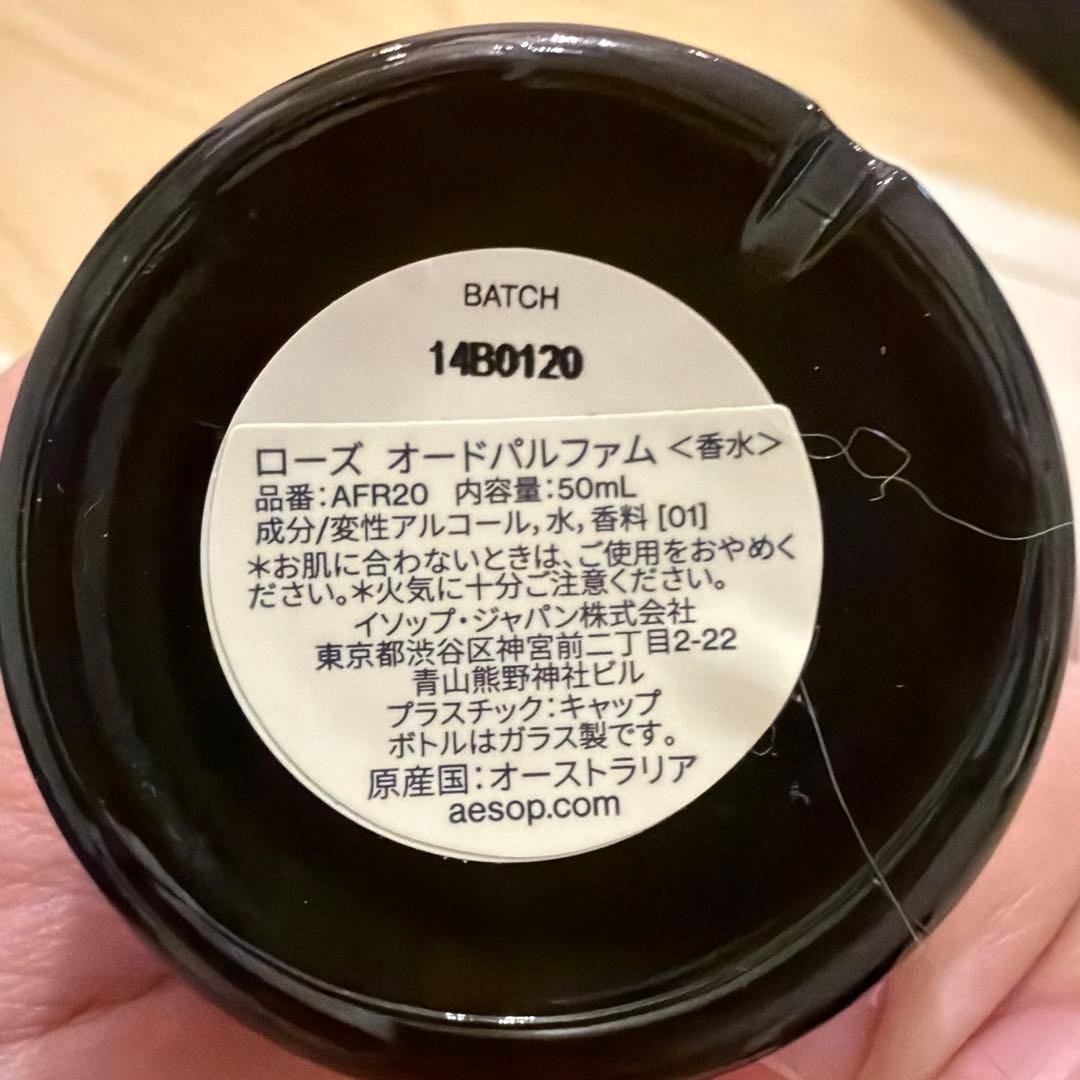 BATCH
14B0120
ローズ オードパルファム <香水>
品番:AFR20 内容量:50mL
成分/変性アルコール,水,香料 [01]
*お肌に合わないときは、ご使用をおやめく
ださい。*火気に十分ご注意ください。
イソップ・ジャパン株式会社
東京都渋谷区神宮前二丁目2-22
青山熊野神社ビル
プラスチック:キャップ
ボトルはガラス製です。
原産国:オーストラリア
aesop.com